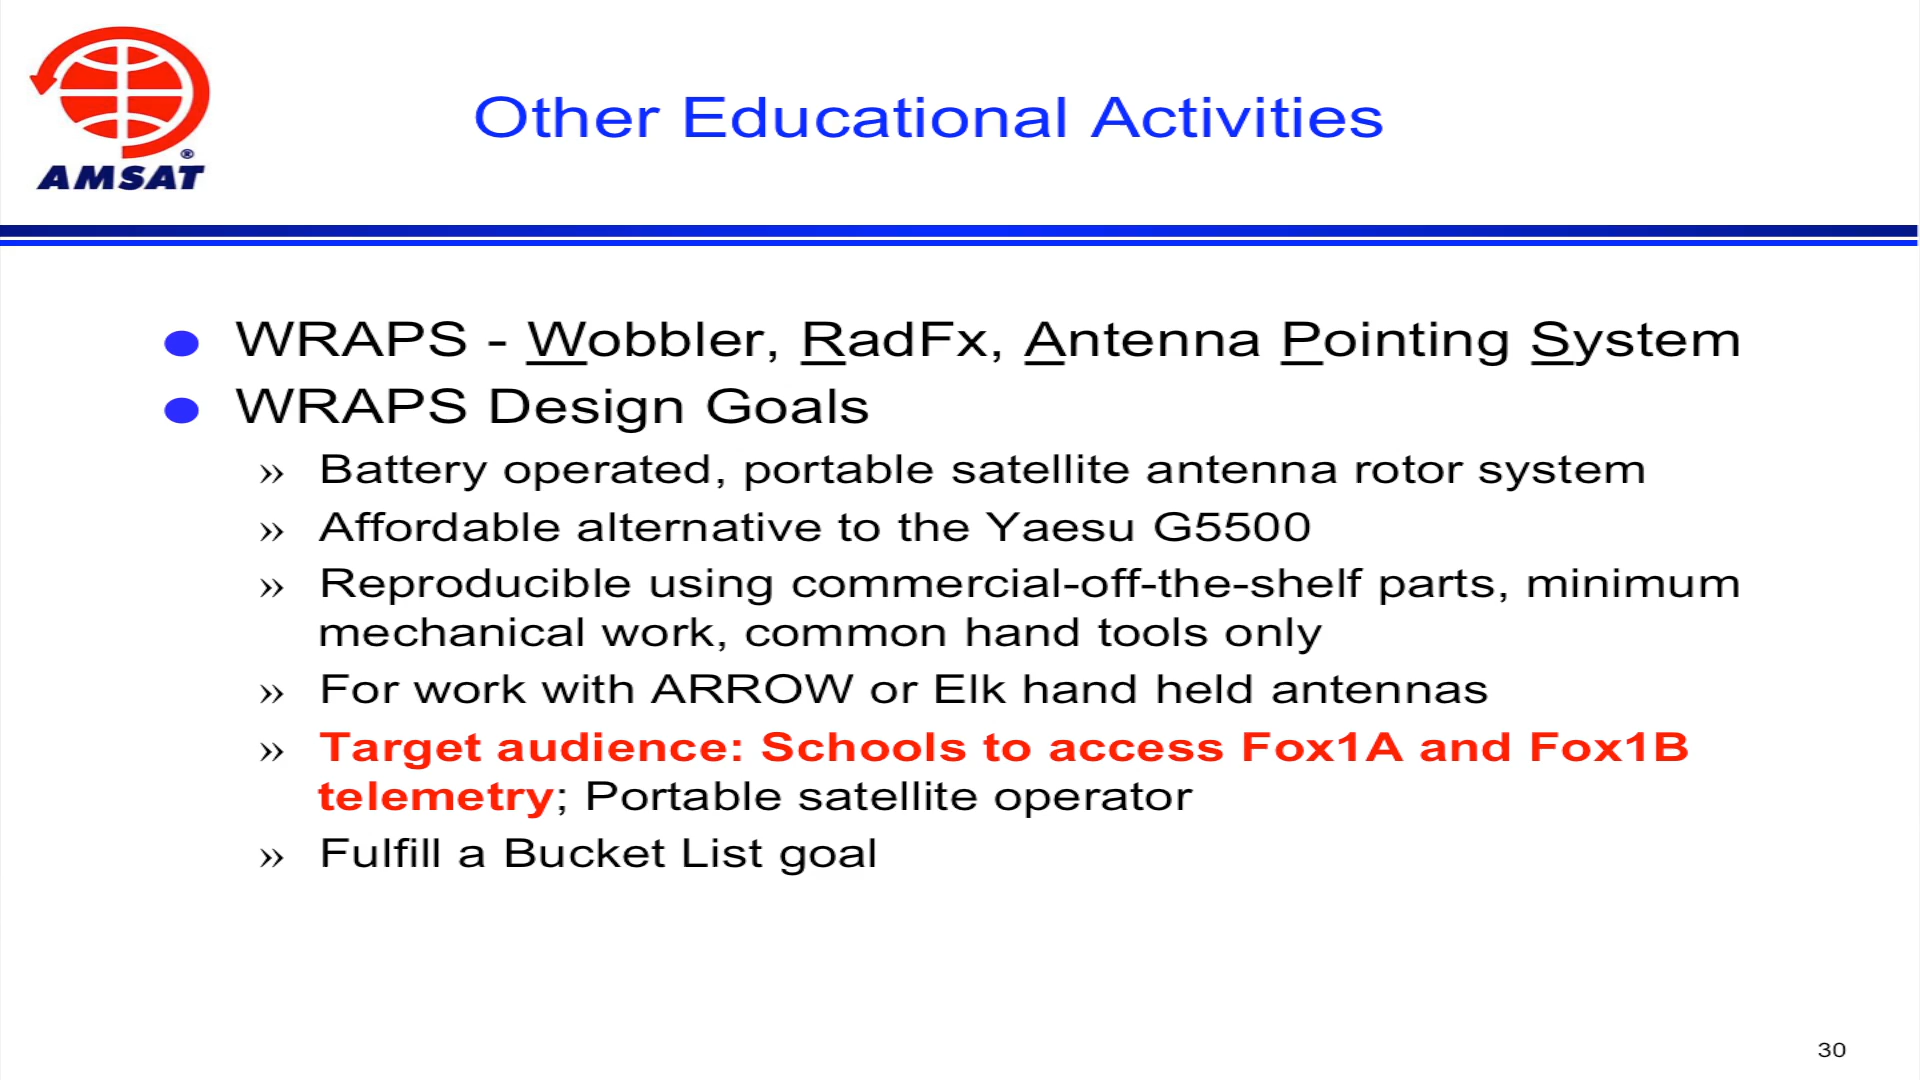 AMSAT®
Other Educational Activities
WRAPS - Wobbler, RadFx, Antenna Pointing System
WRAPS Design Goals
» Battery operated, portable satellite antenna rotor system
» Affordable alternative to the Yaesu G5500
» Reproducible using commercial-off-the-shelf parts, minimum
mechanical work, common hand tools only
» For work with ARROW or Elk hand held antennas
» Target audience: Schools to access Fox1A and Fox1B
telemetry; Portable satellite operator
» Fulfill a Bucket List goal
30